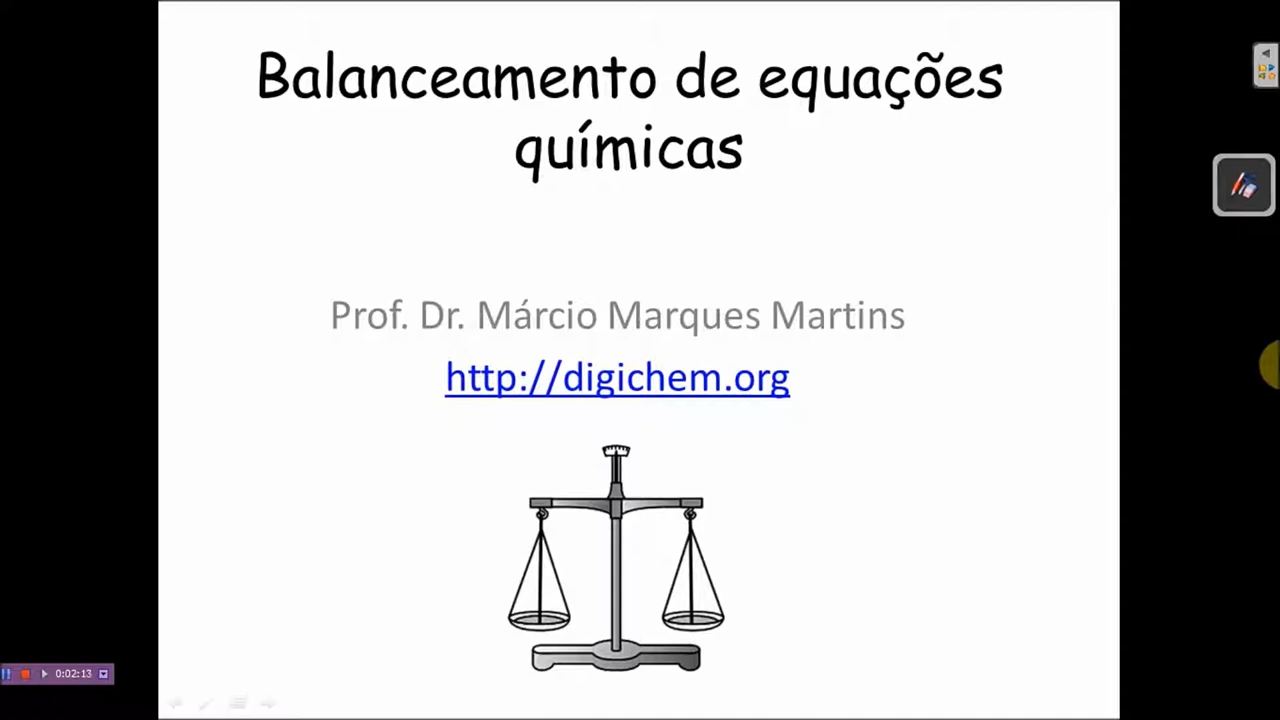 Balanceamento de equações
químicas
Prof. Dr. Márcio Marques Martins
http://digichem.org
0:02:13